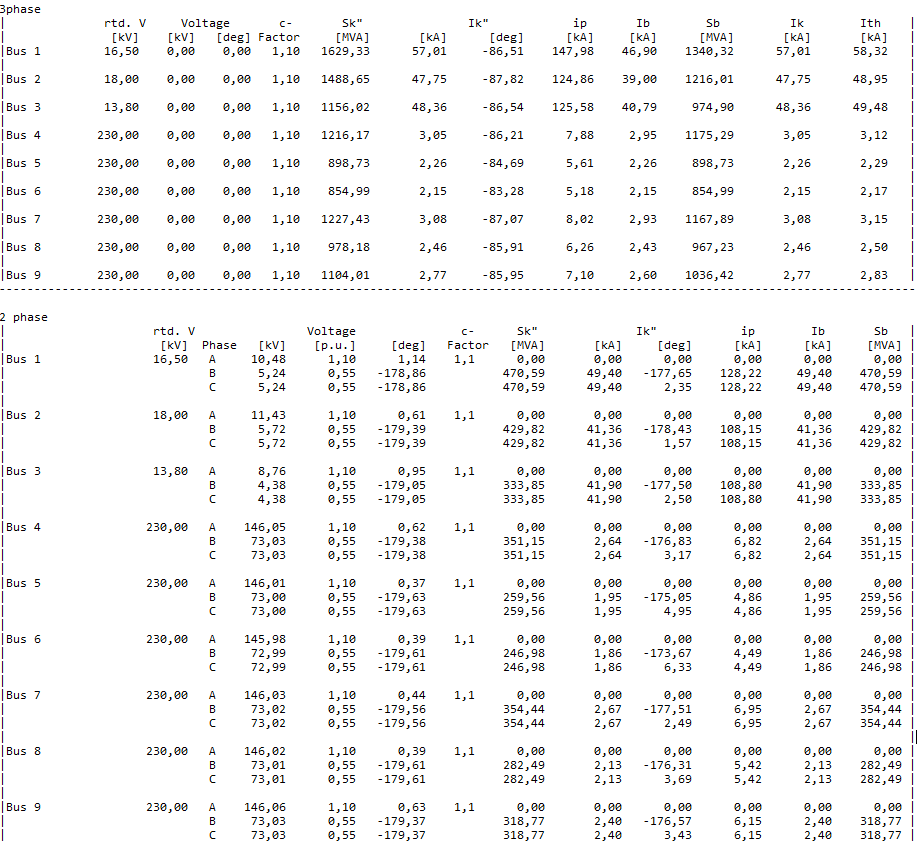 3phase
| rtd. V Voltage c- Sk" Ik" ip Ib Sb Ik Ith
| [kV] [kV] [deg] Factor [MVA] [kA] [deg] [kA] [kA] [MVA] [kA] [kA]
|Bus 1 16,50 0,00 0,00 1,10 1629,33 57,01 -86,51 147,98 46,90 1340,32 57,01 58,32
|Bus 2 18,00 0,00 0,00 1,10 1488,65 47,75 -87,82 124,86 39,00 1216,01 47,75 48,95
|Bus 3 13,80 0,00 0,00 1,10 1156,02 48,36 -86,54 125,58 40,79 974,90 48,36 49,48
|Bus 4 230,00 0,00 0,00 1,10 1216,17 3,05 -86,21 7,88 2,95 1175,29 3,05 3,12
|Bus 5 230,00 0,00 0,00 1,10 898,73 2,26 -84,69 5,61 2,26 898,73 2,26 2,29
|Bus 6 230,00 0,00 0,00 1,10 854,99 2,15 -83,28 5,18 2,15 854,99 2,15 2,17
|Bus 7 230,00 0,00 0,00 1,10 1227,43 3,08 -87,07 8,02 2,93 1167,89 3,08 3,15
|Bus 8 230,00 0,00 0,00 1,10 978,18 2,46 -85,91 6,26 2,43 967,23 2,46 2,50
|Bus 9 230,00 0,00 0,00 1,10 1104,01 2,77 -85,95 7,10 2,60 1036,42 2,77 2,83
2 phase
| rtd. V Voltage c- Sk" Ik" ip Ib Sb |
| [kV] Phase [kV] [p.u.] [deg] Factor [MVA] [kA] [deg] [kA] [kA] [MVA] |
|Bus 1 16,50 A 10,48 1,10 1,14 1,1 0,00 0,00 0,00 0,00 0,00 0,00 |
| B 5,24 0,55 -178,86 470,59 49,40 -177,65 128,22 49,40 470,59 |
| C 5,24 0,55 -178,86 470,59 49,40 2,35 128,22 49,40 470,59 |
|Bus 2 18,00 A 11,43 1,10 0,61 1,1 0,00 0,00 0,00 0,00 0,00 0,00 |
| B 5,72 0,55 -179,39 429,82 41,36 -178,43 108,15 41,36 429,82 |
| C 5,72 0,55 -179,39 429,82 41,36 1,57 108,15 41,36 429,82 |
|Bus 3 13,80 A 8,76 1,10 0,95 1,1 0,00 0,00 0,00 0,00 0,00 0,00 |
| B 4,38 0,55 -179,05 333,85 41,90 -177,50 108,80 41,90 333,85 |
| C 4,38 0,55 -179,05 333,85 41,90 2,50 108,80 41,90 333,85 |
|Bus 4 230,00 A 146,05 1,10 0,62 1,1 0,00 0,00 0,00 0,00 0,00 0,00 |
| B 73,03 0,55 -179,38 351,15 2,64 -176,83 6,82 2,64 351,15 |
| C 73,03 0,55 -179,38 351,15 2,64 3,17 6,82 2,64 351,15 |
|Bus 5 230,00 A 146,01 1,10 0,37 1,1 0,00 0,00 0,00 0,00 0,00 0,00 |
| B 73,00 0,55 -179,63 259,56 1,95 -175,05 4,86 1,95 259,56 |
| C 73,00 0,55 -179,63 259,56 1,95 4,95 4,86 1,95 259,56 |
|Bus 6 230,00 A 145,98 1,10 0,39 1,1 0,00 0,00 0,00 0,00 0,00 0,00 |
| B 72,99 0,55 -179,61 246,98 1,86 -173,67 4,49 1,86 246,98 |
| C 72,99 0,55 -179,61 246,98 1,86 6,33 4,49 1,86 246,98 |
|Bus 7 230,00 A 146,03 1,10 0,44 1,1 0,00 0,00 0,00 0,00 0,00 0,00 |
| B 73,02 0,55 -179,56 354,44 2,67 -177,51 6,95 2,67 354,44 |
| C 73,02 0,55 -179,56 354,44 2,67 2,49 6,95 2,67 354,44 |
|Bus 8 230,00 A 146,02 1,10 0,39 1,1 0,00 0,00 0,00 0,00 0,00 0,00 |
| B 73,01 0,55 -179,61 282,49 2,13 -176,31 5,42 2,13 282,49 |
| C 73,01 0,55 -179,61 282,49 2,13 3,69 5,42 2,13 282,49 |
|Bus 9 230,00 A 146,06 1,10 0,63 1,1 0,00 0,00 0,00 0,00 0,00 0,00 |
| B 73,03 0,55 -179,37 318,77 2,40 -176,57 6,15 2,40 318,77 |
| C 73,03 0,55 -179,37 318,77 2,40 3,43 6,15 2,40 318,77 |